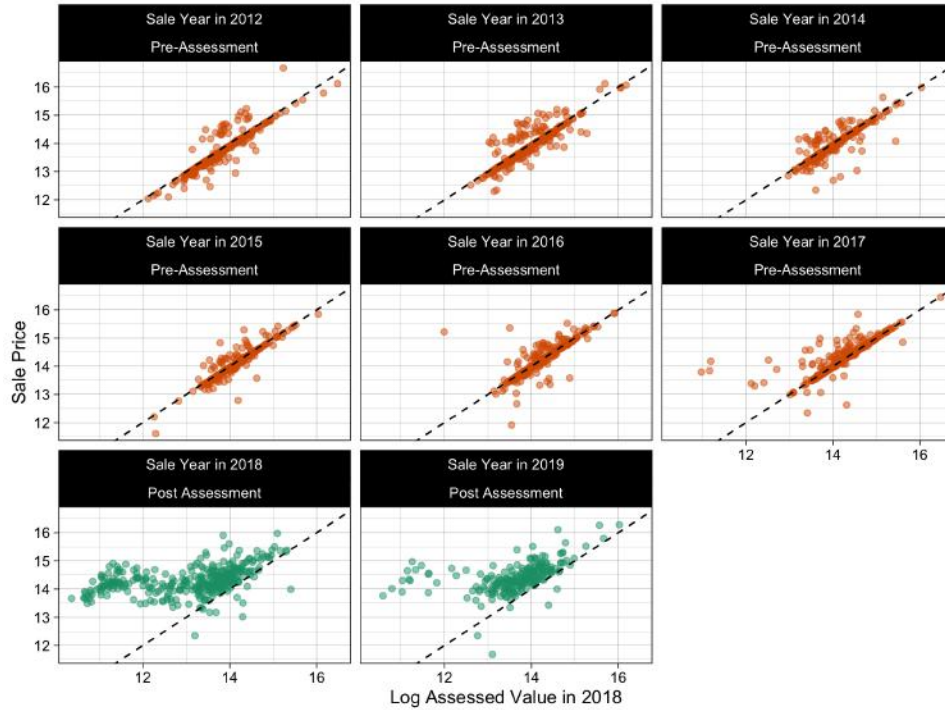 Sale Year in 2012
Pre-Assessment
Sale Year in 2013
Pre-Assessment
Sale Year in 2014
Pre-Assessment
16
15
14
13
12
Sale Year in 2015
Pre-Assessment
Sale Year in 2016
Pre-Assessment
Sale Year in 2017
Pre-Assessment
Sale Price
16
15
14
13
12
12 14 16
Sale Year in 2018
Post Assessment
Sale Year in 2019
Post Assessment
16
15
14
13
12
12 14 16 12 14 16
Log Assessed Value in 2018